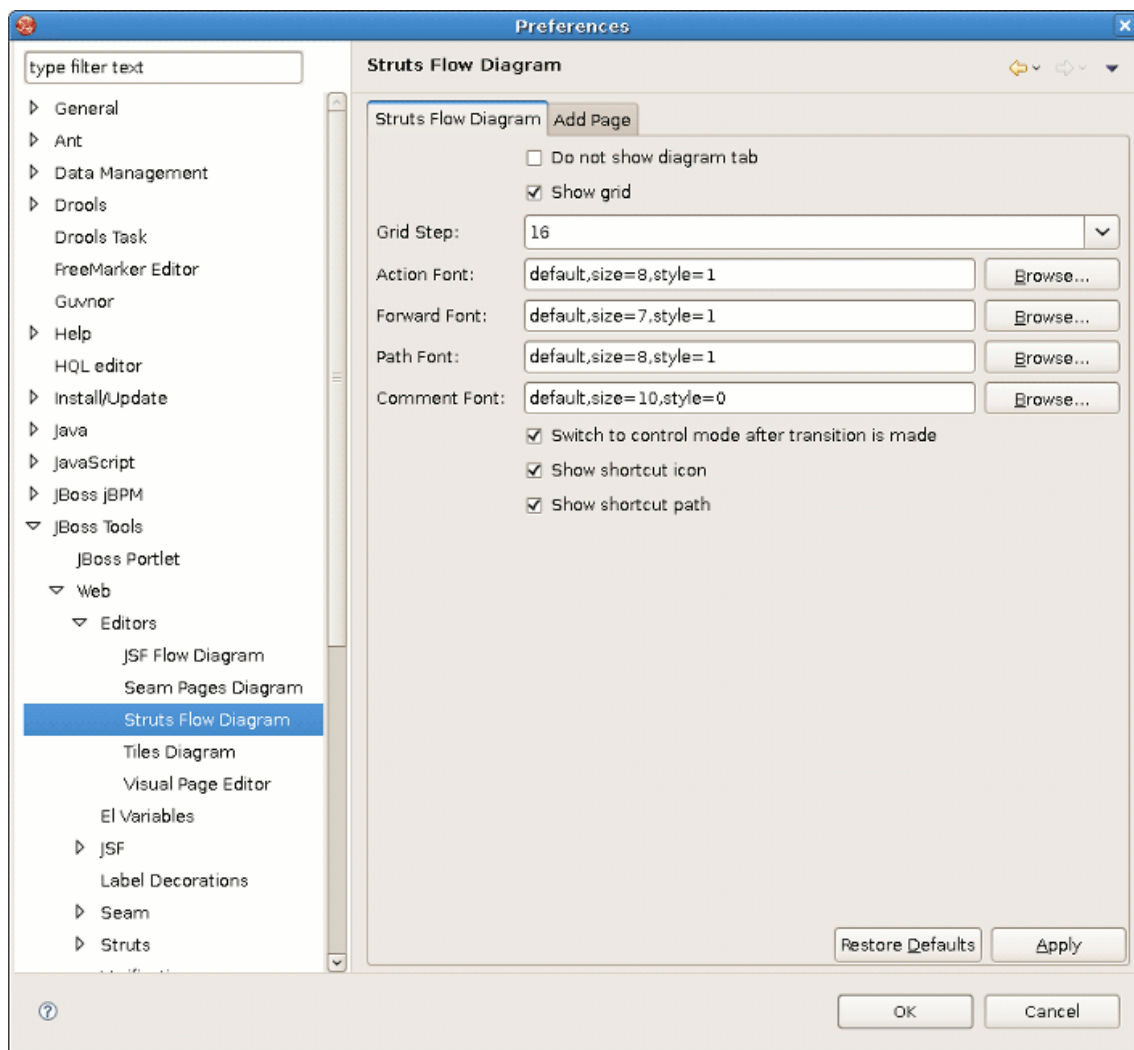 Preferences
type filter text
General
Ant
Data Management
Drools
Drools Task
FreeMarker Editor
Guvnor
Help
HQL editor
Install/Update
Java
JavaScript
JBoss jBPM
JBoss Tools
JBoss Portlet
Web
Editors
JSF Flow Diagram
Seam Pages Diagram
Struts Flow Diagram
Tiles Diagram
Visual Page Editor
El Variables
JSF
Label Decorations
Seam
Struts
Struts Flow Diagram
Struts Flow Diagram Add Page
Do not show diagram tab
Show grid
Grid Step: 16
Action Font: default,size=8,style=1 Browse...
Forward Font: default,size=7,style=1 Browse...
Path Font: default,size=8,style=1 Browse...
Comment Font: default,size=10,style=0 Browse...
Switch to control mode after transition is made
Show shortcut icon
Show shortcut path
Restore Defaults Apply
OK Cancel